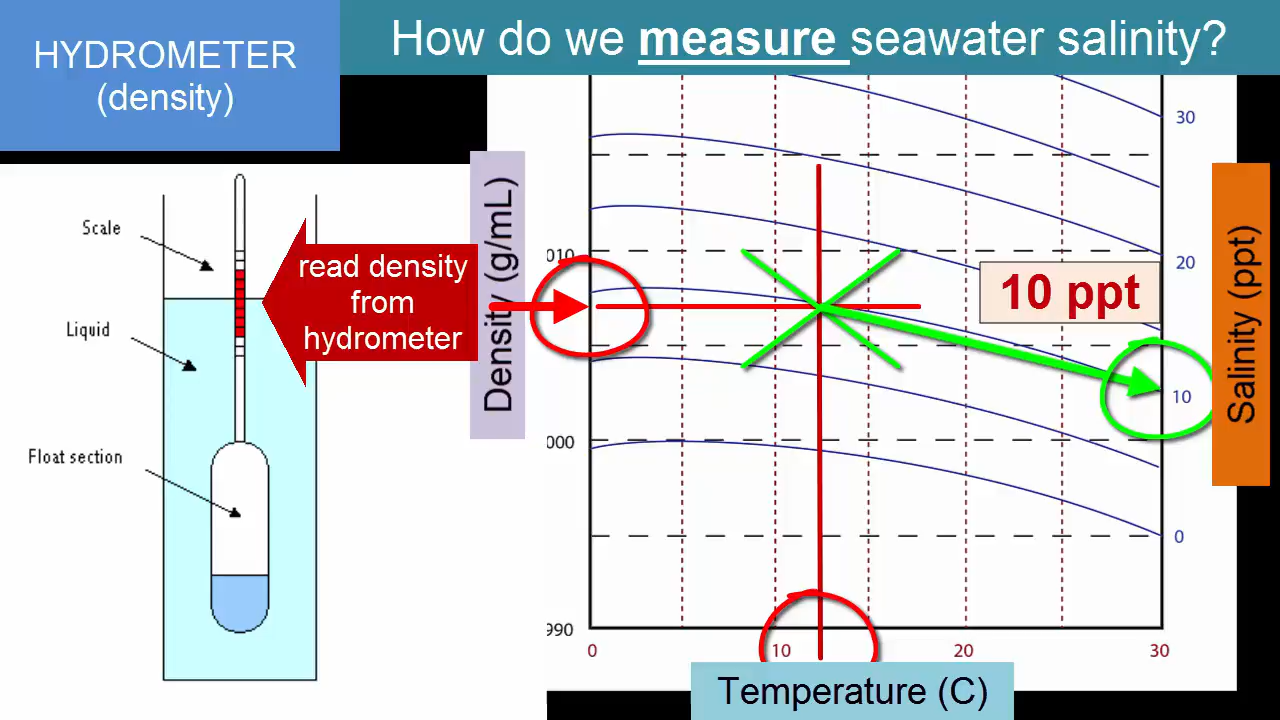 HYDROMETER
(density)
How do we measure seawater salinity?
Scale
Liquid
Float section
read density
from
hydrometer
Density (g/mL)
010
000
990
0
10
20
30
Temperature (C)
10 ppt
30
20
10
0
Salinity (ppt)